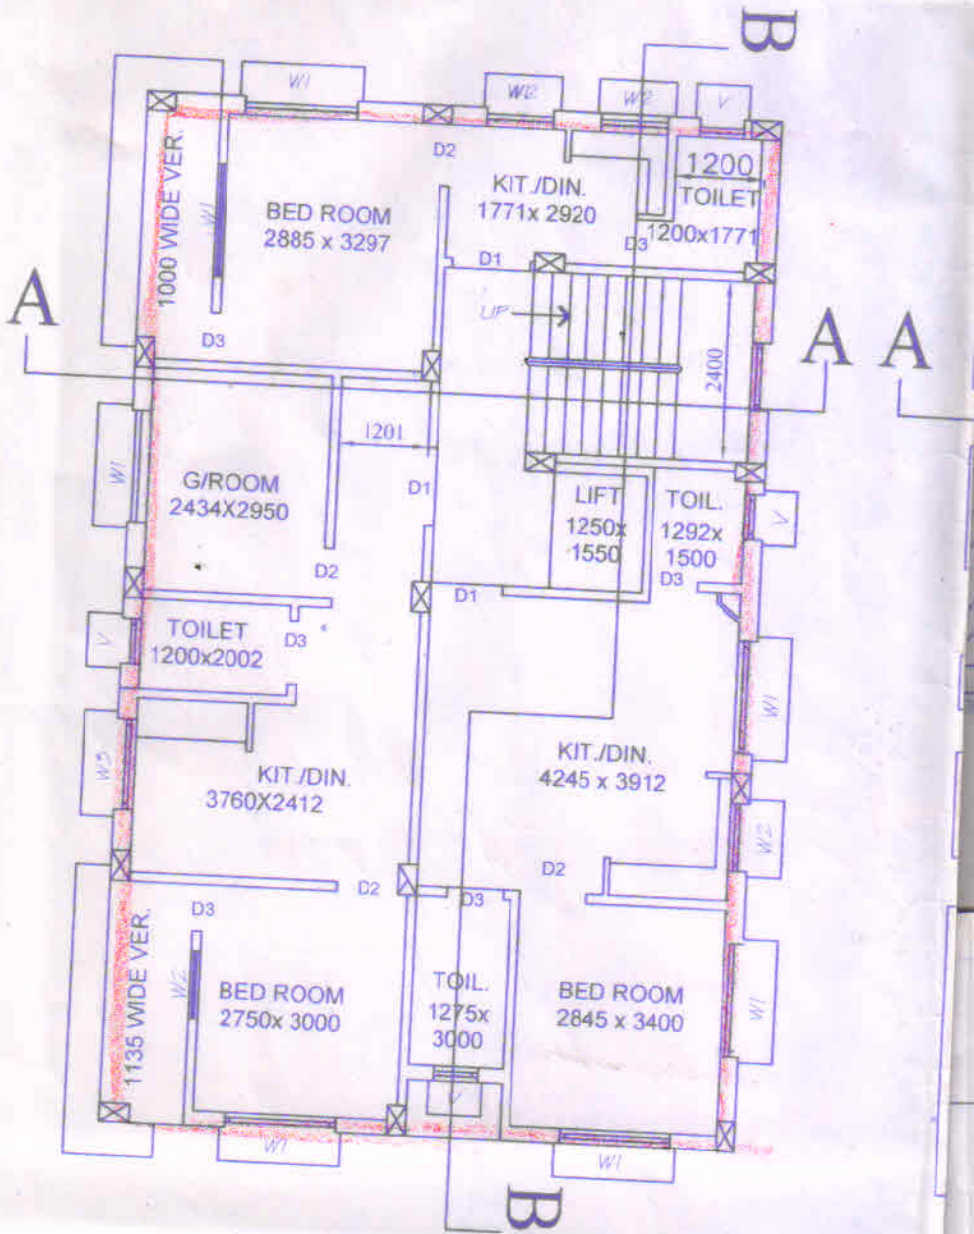 B
W1
W2
W2
V
1200
TOILET
1200x1771
D2
KIT./DIN.
1771x 2920
D3
D1
1000 WIDE VER.
W1
BED ROOM
2885 x 3297
D3
UP
2400
A
A
A
1201
W1
G/ROOM
2434X2950
D1
D2
LIFT
1250x
1550
TOIL.
1292x
1500
V
D3
D1
V
TOILET
1200x2002
D3
W1
W3
KIT./DIN.
3760X2412
KIT./DIN.
4245 x 3912
W2
D2
D2
D3
D3
1135 WIDE VER.
W2
BED ROOM
2750x 3000
TOIL.
1275x
3000
BED ROOM
2845 x 3400
W1
V
W1
W1
B